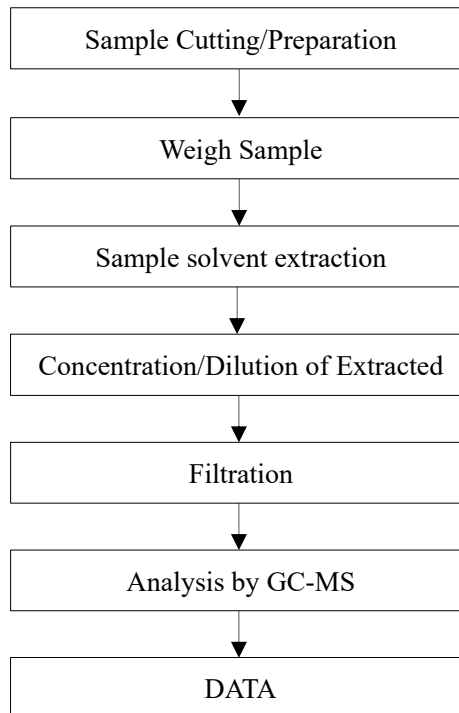 Sample Cutting/Preparation
Weigh Sample
Sample solvent extraction
Concentration/Dilution of Extracted
Filtration
Analysis by GC-MS
DATA